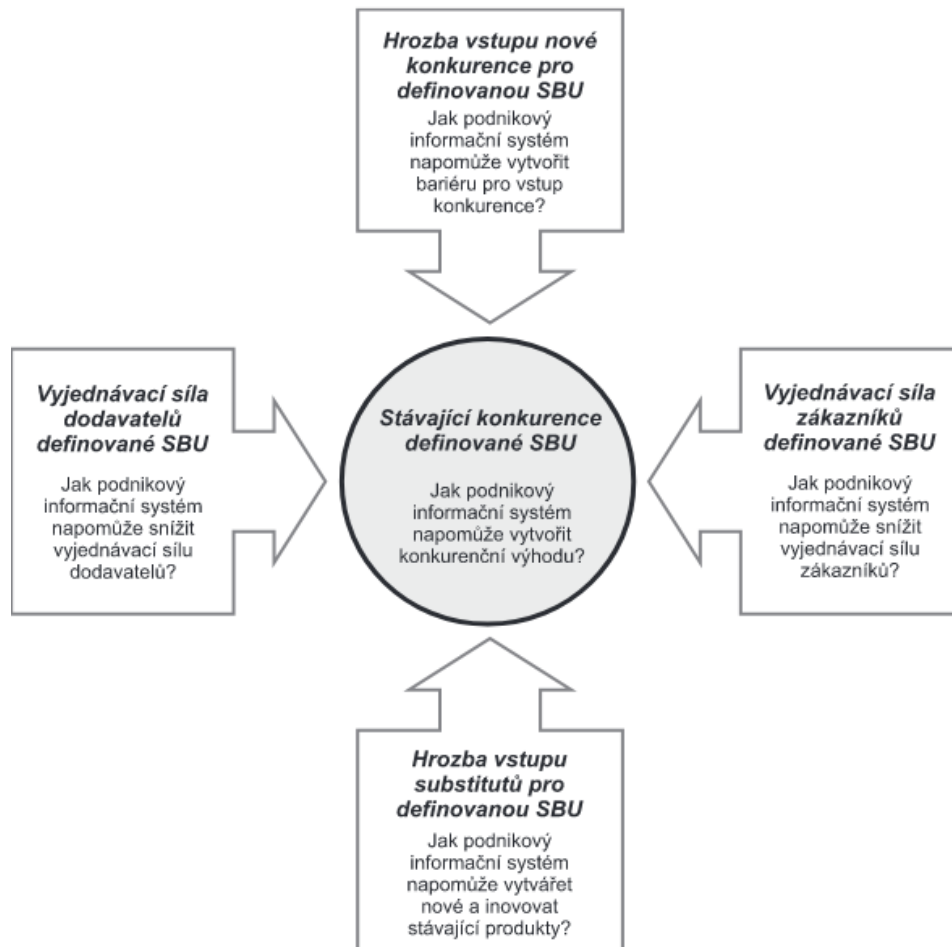 Hrozba vstupu nové
konkurence pro
definovanou SBU
Jak podnikový
informační systém
napomůže vytvořit
bariéru pro vstup
konkurence?
Vyjednávací síla
dodavatelů
definované SBU
Jak podnikový
informační systém
napomůže snížit
vyjednávací sílu
dodavatelů?
Stávající konkurence
definované SBU
Jak podnikový
informační systém
napomůže vytvořit
konkurenční výhodu?
Vyjednávací síla
zákazníků
definované SBU
Jak podnikový
informační systém
napomůže snížit
vyjednávací sílu
zákazníků?
Hrozba vstupu
substitutů pro
definovanou SBU
Jak podnikový
informační systém
napomůže vytvářet
nové a inovovat
stávající produkty?